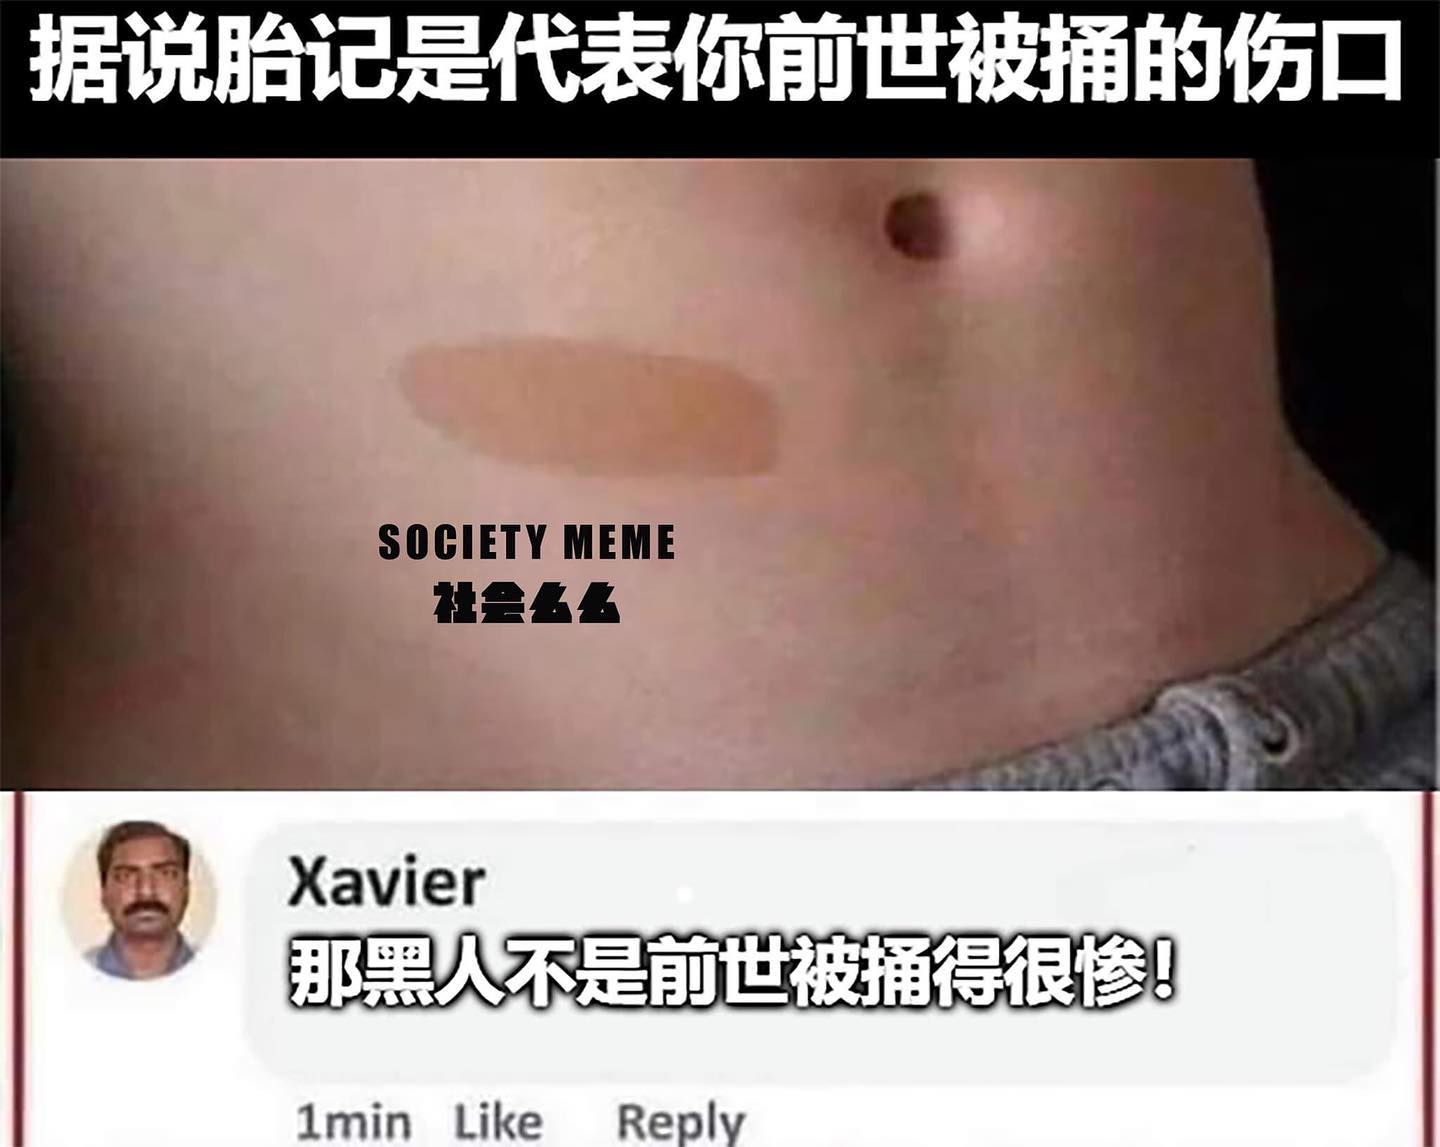 据说胎记是代表你前世被捅的伤口
SOCIETY MEME
社会么么
Xavier
那黑人不是前世被捅得很惨！
1min Like Reply